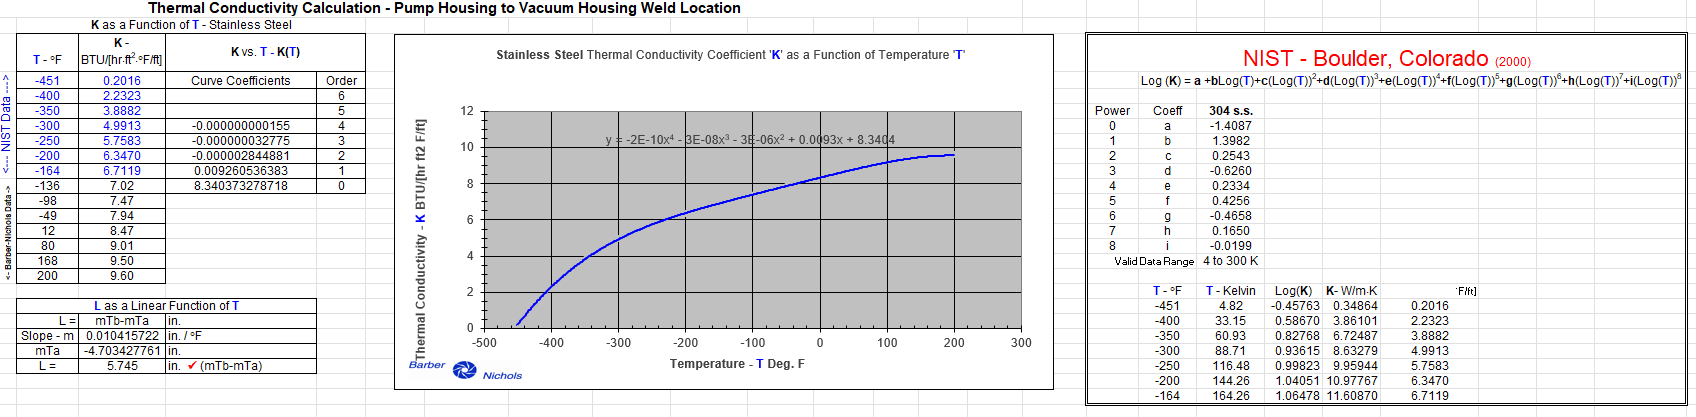 Thermal Conductivity Calculation - Pump Housing to Vacuum Housing Weld Location
K as a Function of T - Stainless Steel
T - ºF K - BTU/[hr·ft²·ºF/ft] K vs. T - K(T)
-451 0.2016 Curve Coefficients Order
-400 2.2323 6
-350 3.8882 5
-300 4.9913 -0.000000000155 4
-250 5.7583 -0.000000032775 3
-200 6.3470 -0.000002844881 2
-164 6.7119 0.009260536383 1
-136 7.02 8.340373278718 0
-98 7.47
-49 7.94
12 8.47
80 9.01
168 9.50
200 9.60
<---- NIST Data ---->
<- Barber-Nichols Data ->
L as a Linear Function of T
L = mTb-mTa in.
Slope - m 0.010415722 in. / ºF
mTa -4.703427761 in.
L = 5.745 in. ✓ (mTb-mTa)
Stainless Steel Thermal Conductivity Coefficient 'K' as a Function of Temperature 'T'
y = -2E-10x⁴ - 3E-08x³ - 3E-06x² + 0.0093x + 8.3404
Thermal Conductivity - K BTU/[hr ft2 F/ft]
12
10
8
6
4
2
0
-500 -400 -300 -200 -100 0 100 200 300
Temperature - T Deg. F
Barber Nichols
NIST - Boulder, Colorado (2000)
Log (K) = a +bLog(T)+c(Log(T))²+d(Log(T))³+e(Log(T))⁴+f(Log(T))⁵+g(Log(T))⁶+h(Log(T))⁷+i(Log(T))⁸
Power Coeff 304 s.s.
0 a -1.4087
1 b 1.3982
2 c 0.2543
3 d -0.6260
4 e 0.2334
5 f 0.4256
6 g -0.4658
7 h 0.1650
8 i -0.0199
Valid Data Range 4 to 300 K
T - ºF T - Kelvin Log(K) K- W/m·K ºF/ft]
-451 4.82 -0.45763 0.34864 0.2016
-400 33.15 0.58670 3.86101 2.2323
-350 60.93 0.82768 6.72487 3.8882
-300 88.71 0.93615 8.63279 4.9913
-250 116.48 0.99823 9.95944 5.7583
-200 144.26 1.04051 10.97767 6.3470
-164 164.26 1.06478 11.60870 6.7119